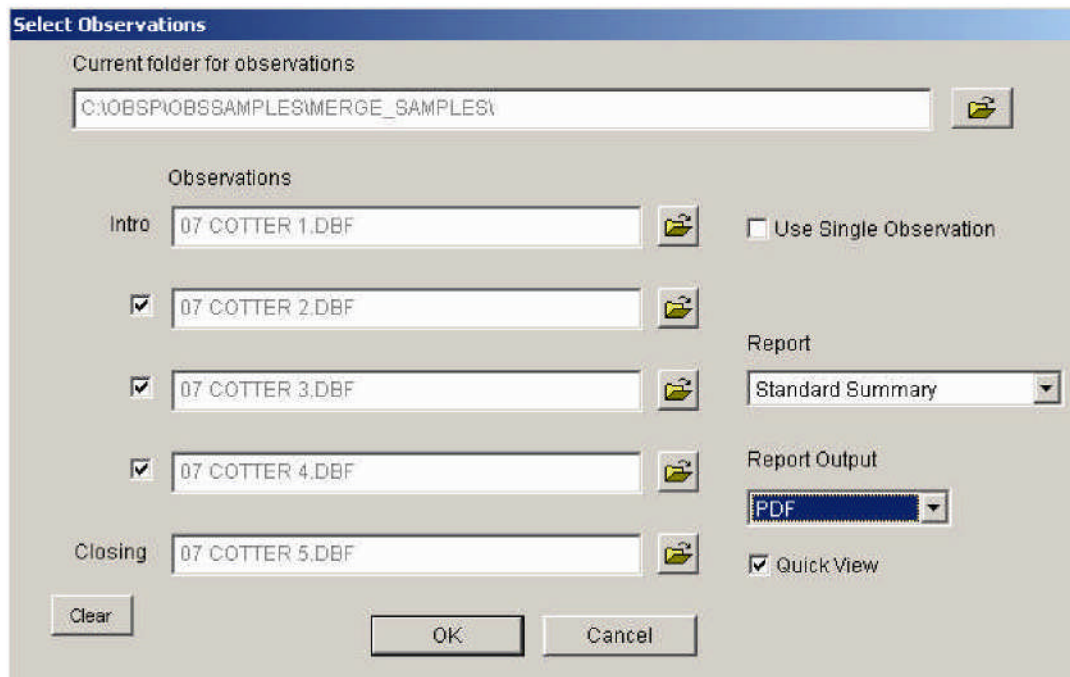 Select Observations
Current folder for observations
C:\OBSP\OBSSAMPLES\MERGE_SAMPLES\
Observations
Intro 07 COTTER 1.DBF
Use Single Observation
07 COTTER 2.DBF
Report
07 COTTER 3.DBF
Standard Summary
07 COTTER 4.DBF
Report Output
PDF
Closing 07 COTTER 5.DBF
Quick View
Clear
OK
Cancel